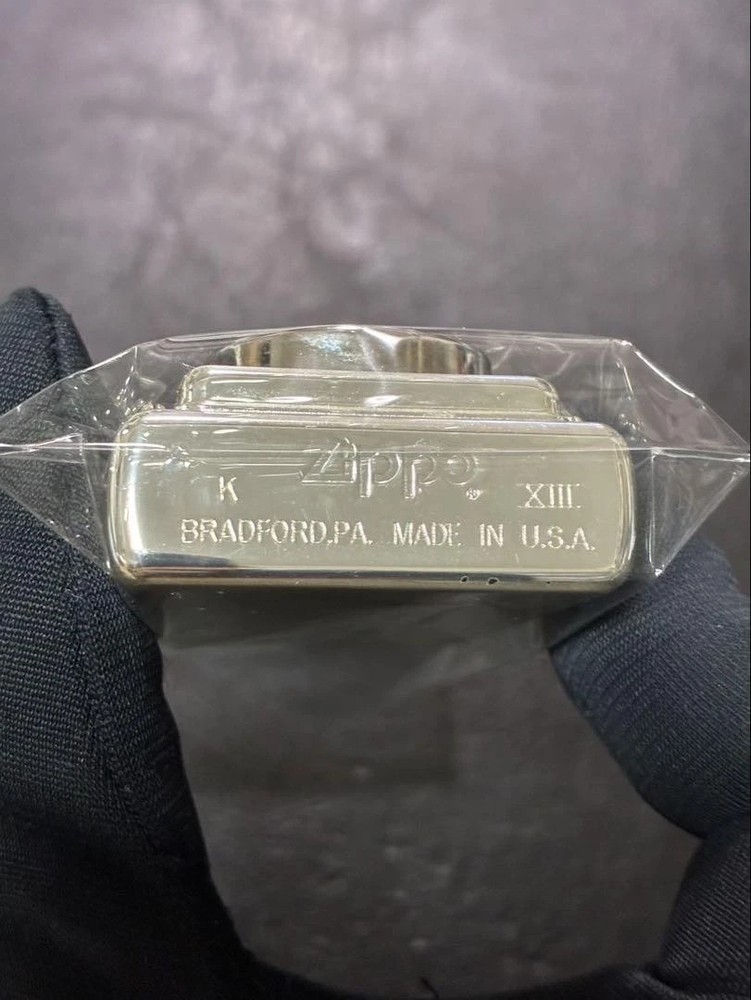 Zippo®
K XIII
BRADFORD,PA. MADE IN U.S.A.